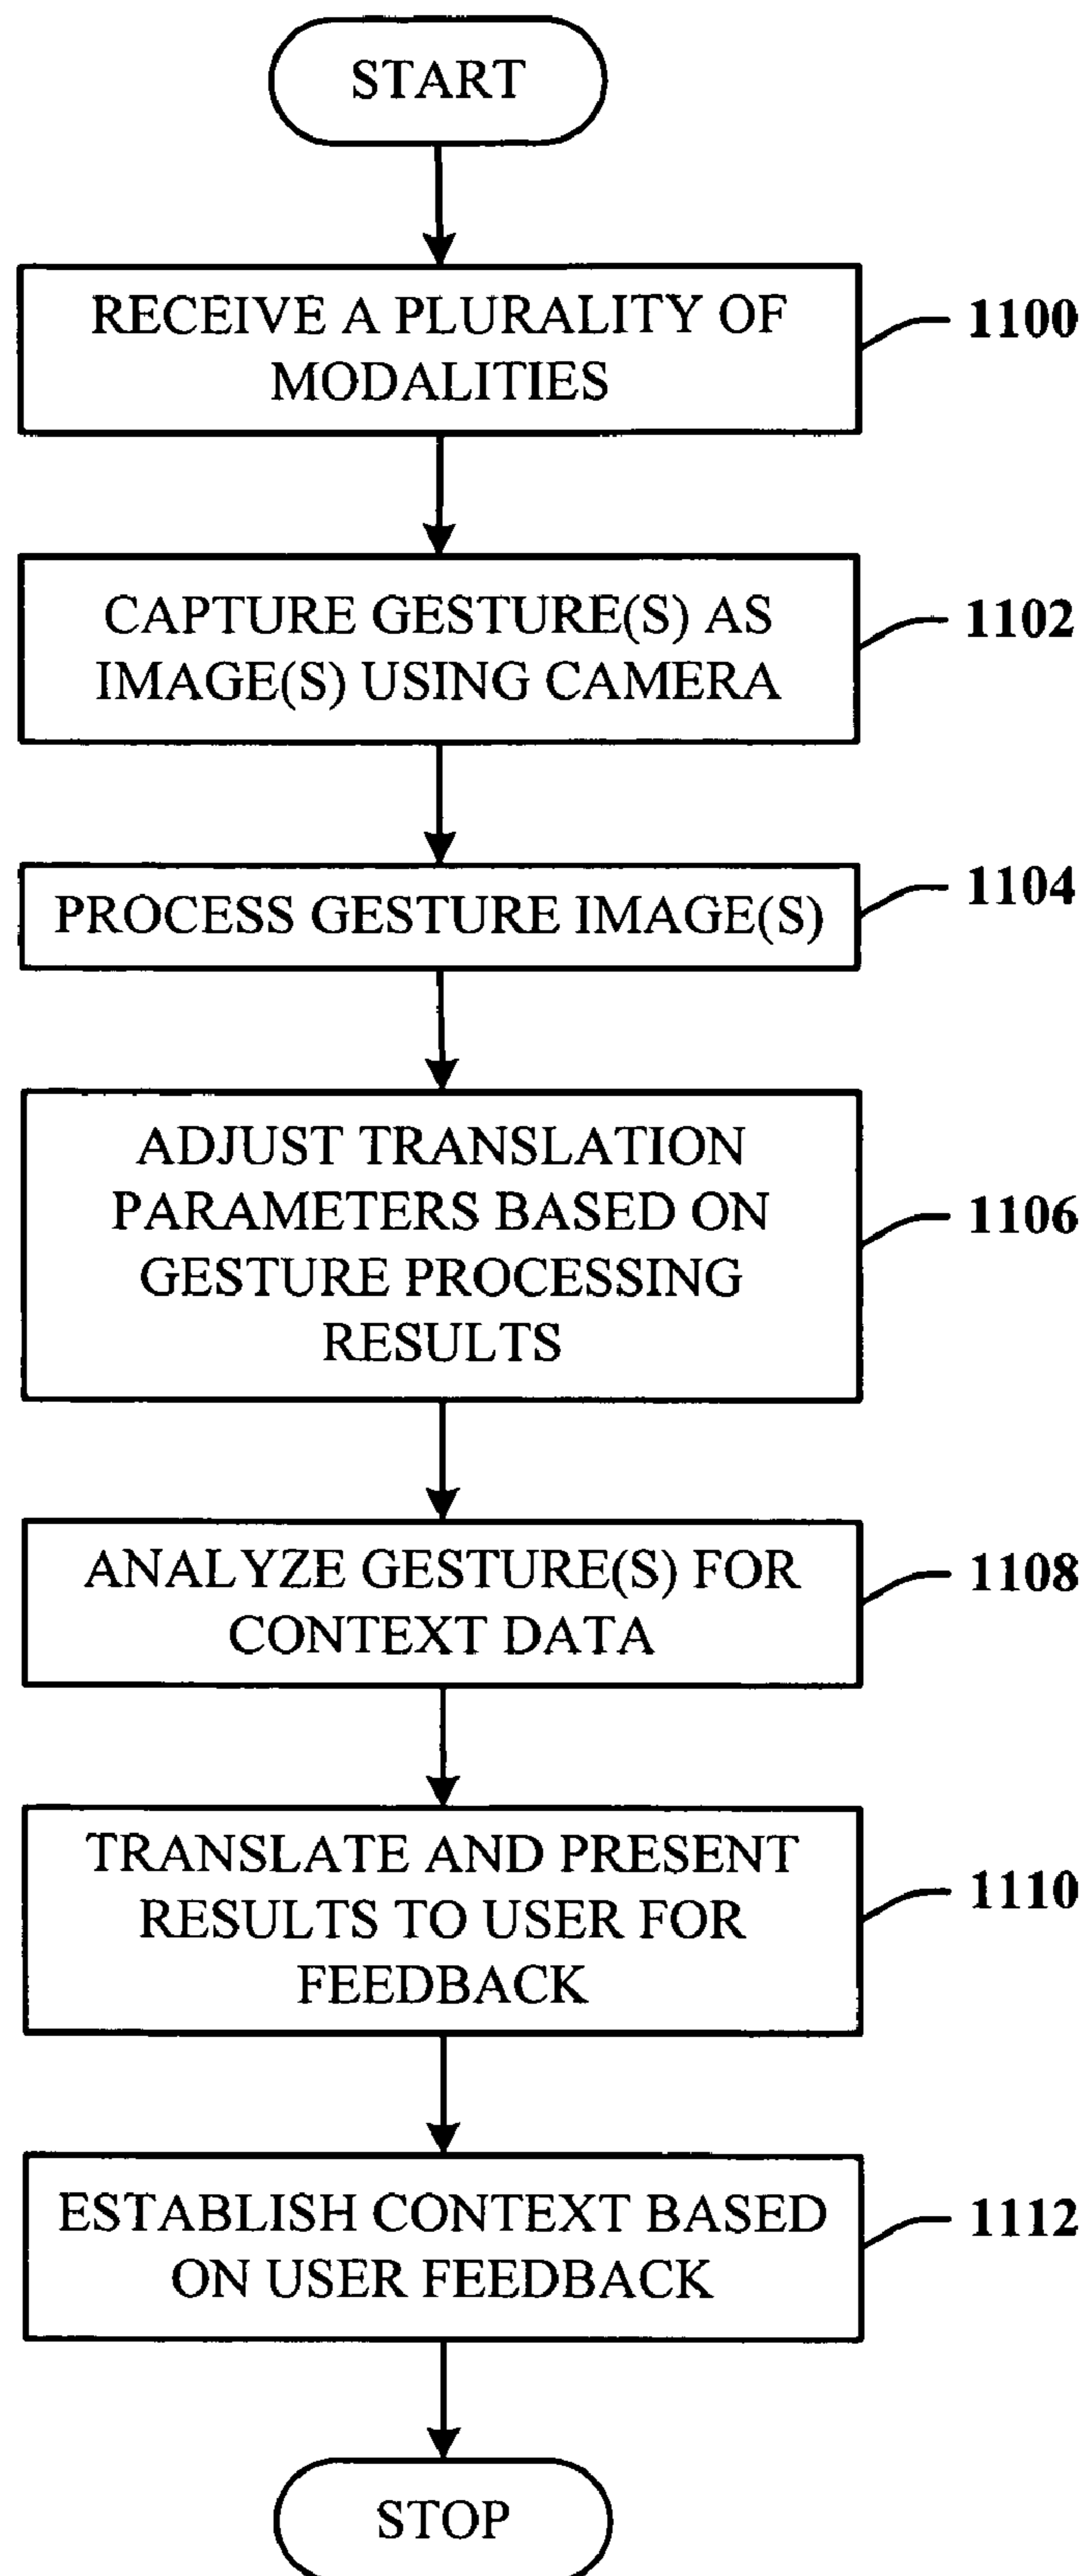 START
RECEIVE A PLURALITY OF
MODALITIES
1100
CAPTURE GESTURE(S) AS
IMAGE(S) USING CAMERA
1102
PROCESS GESTURE IMAGE(S)
1104
ADJUST TRANSLATION
PARAMETERS BASED ON
GESTURE PROCESSING
RESULTS
1106
ANALYZE GESTURE(S) FOR
CONTEXT DATA
1108
TRANSLATE AND PRESENT
RESULTS TO USER FOR
FEEDBACK
1110
ESTABLISH CONTEXT BASED
ON USER FEEDBACK
1112
STOP